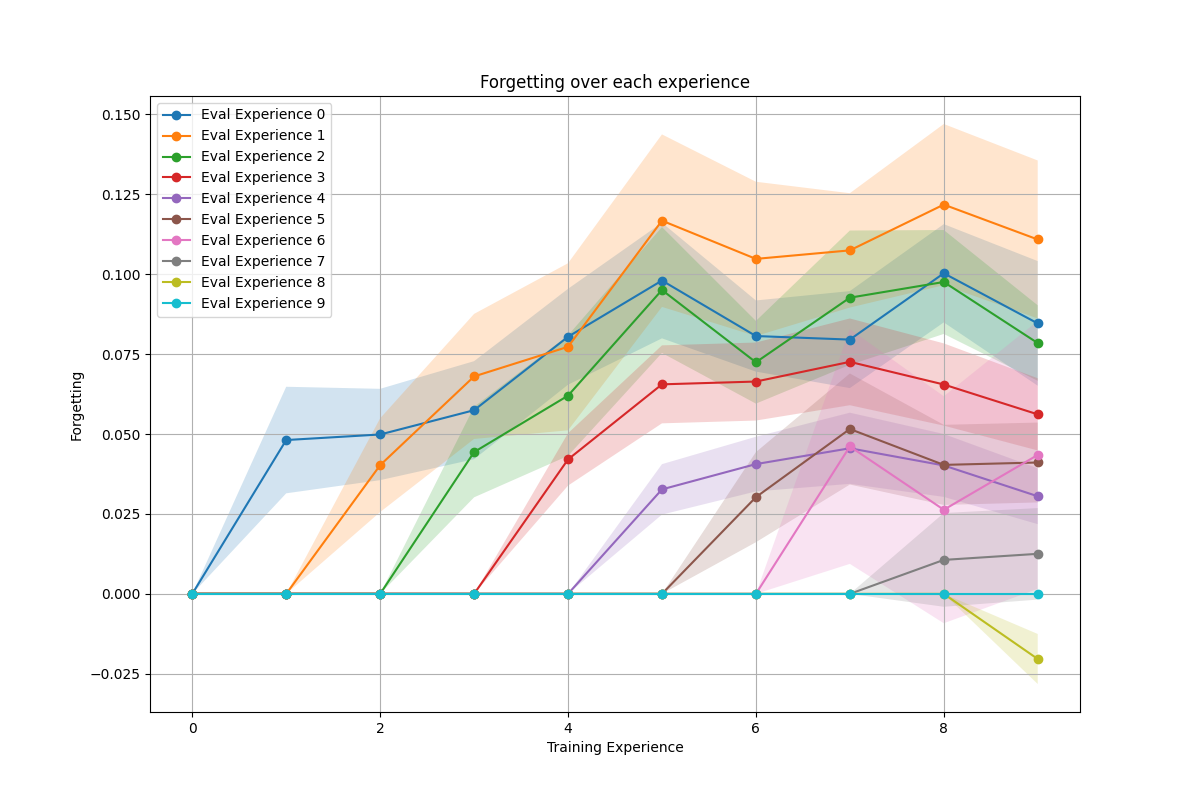 Forgetting over each experience
0.150
0.125
0.100
0.075
0.050
0.025
0.000
−0.025
Forgetting
Eval Experience 0
Eval Experience 1
Eval Experience 2
Eval Experience 3
Eval Experience 4
Eval Experience 5
Eval Experience 6
Eval Experience 7
Eval Experience 8
Eval Experience 9
0 2 4 6 8
Training Experience